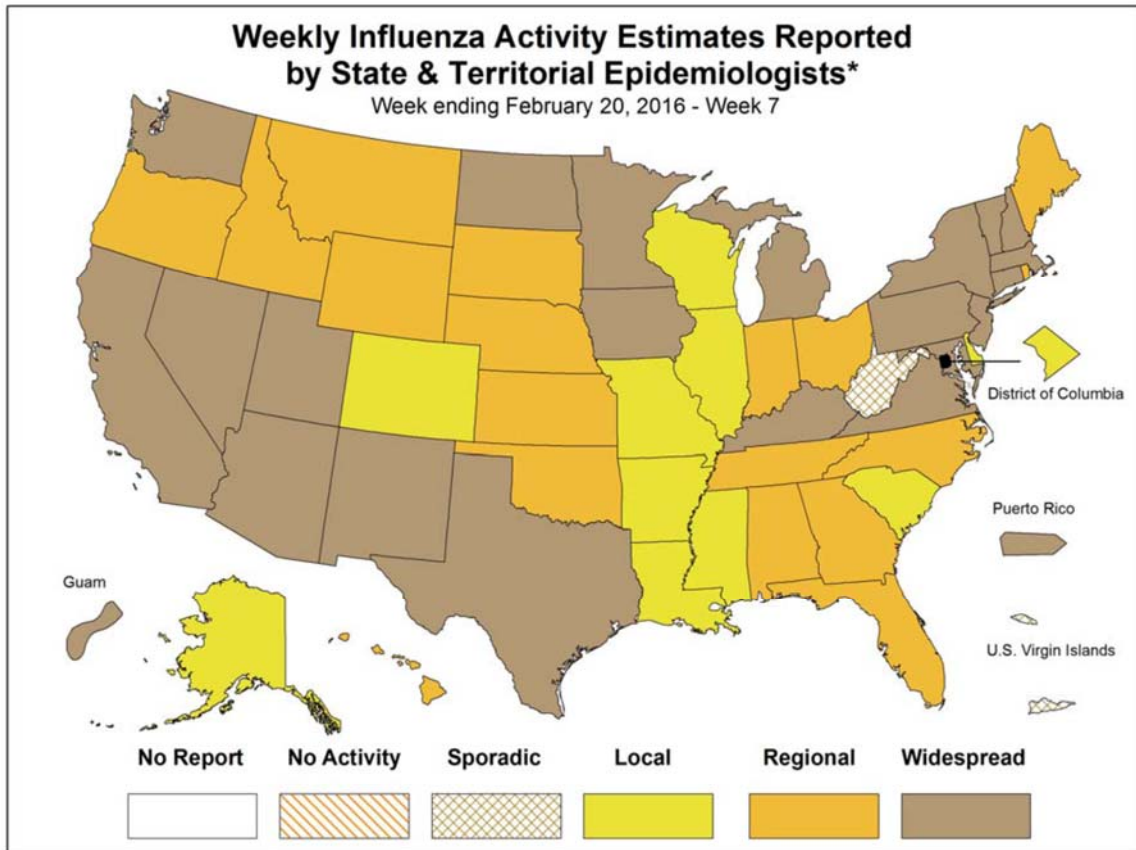 Weekly Influenza Activity Estimates Reported
by State & Territorial Epidemiologists*
Week ending February 20, 2016 - Week 7
District of Columbia
Puerto Rico
Guam
U.S. Virgin Islands
No Report No Activity Sporadic Local Regional Widespread